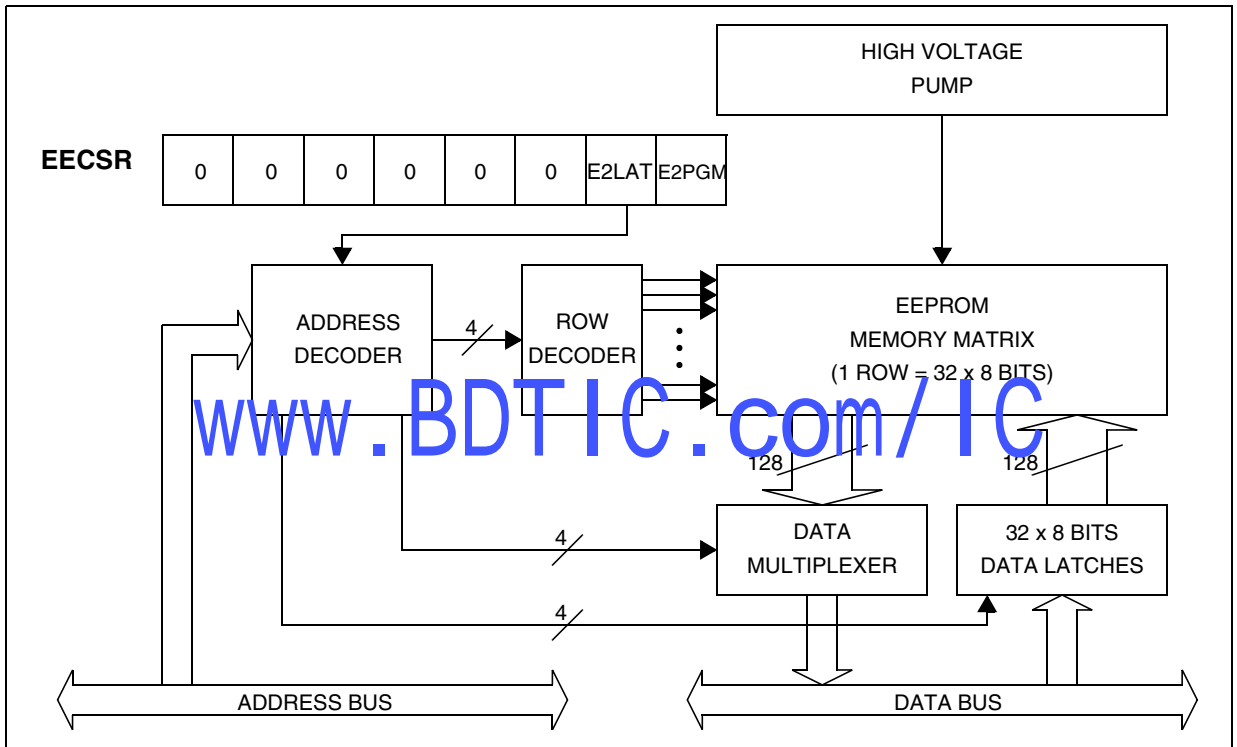 HIGH VOLTAGE
PUMP
EECSR
0 0 0 0 0 0 E2LAT E2PGM
ADDRESS
DECODER
4
ROW
DECODER
EEPROM
MEMORY MATRIX
(1 ROW = 32 x 8 BITS)
www.BDTIC.com/IC
128
128
4
DATA
MULTIPLEXER
32 x 8 BITS
DATA LATCHES
4
ADDRESS BUS
DATA BUS